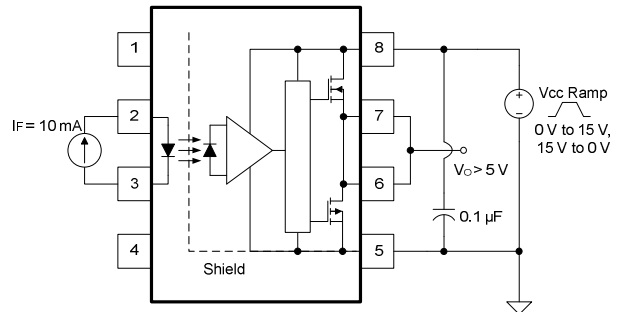 1
2
3
4
8
7
6
5
IF = 10 mA
Shield
VO > 5 V
0.1 µF
+
−
Vcc Ramp
0 V to 15 V,
15 V to 0 V